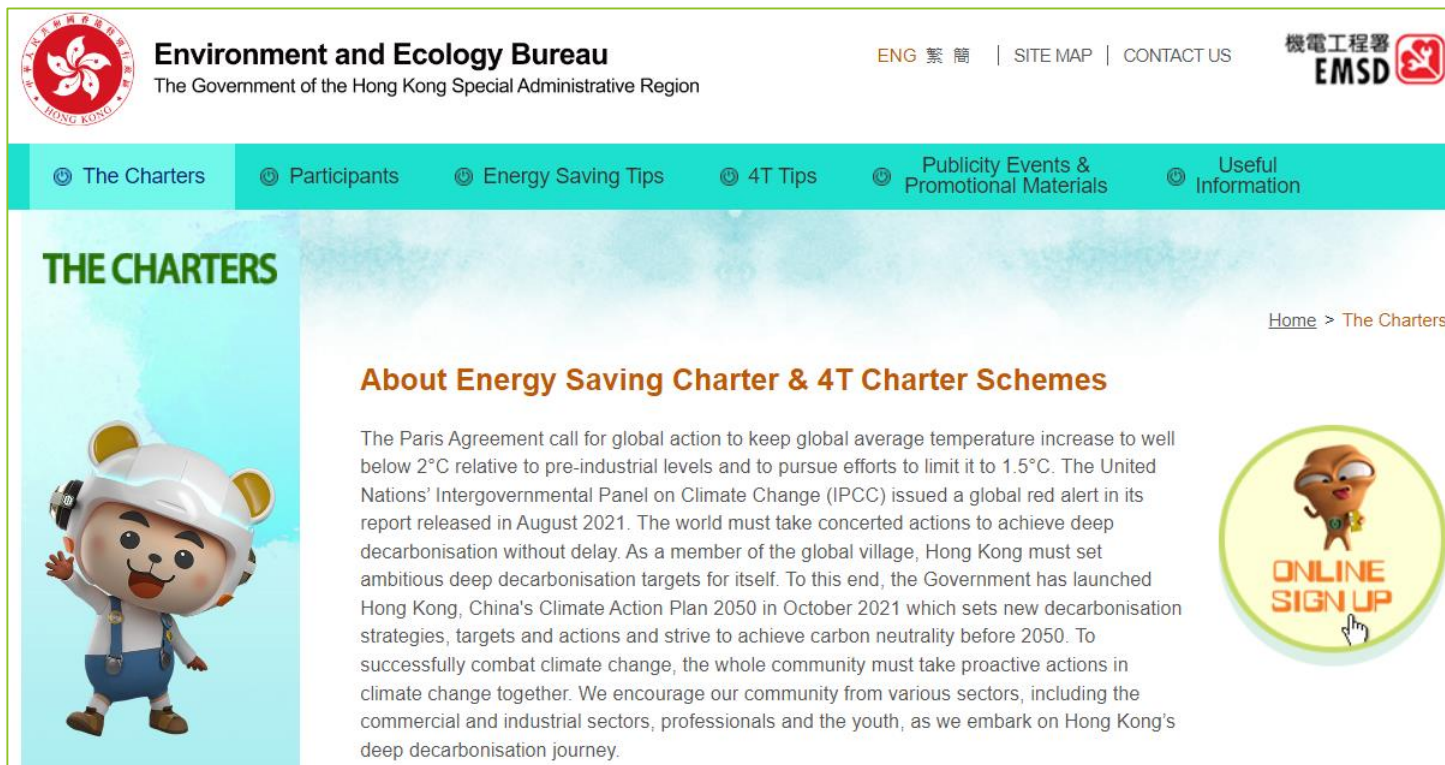 Environment and Ecology Bureau
The Government of the Hong Kong Special Administrative Region
HONG KONG
ENG 繁 簡 | SITE MAP | CONTACT US
機電工程署
EMSD
The Charters
Participants
Energy Saving Tips
4T Tips
Publicity Events &
Promotional Materials
Useful
Information
THE CHARTERS
Home > The Charters
About Energy Saving Charter & 4T Charter Schemes
The Paris Agreement call for global action to keep global average temperature increase to well
below 2°C relative to pre-industrial levels and to pursue efforts to limit it to 1.5°C. The United
Nations’ Intergovernmental Panel on Climate Change (IPCC) issued a global red alert in its
report released in August 2021. The world must take concerted actions to achieve deep
decarbonisation without delay. As a member of the global village, Hong Kong must set
ambitious deep decarbonisation targets for itself. To this end, the Government has launched
Hong Kong, China's Climate Action Plan 2050 in October 2021 which sets new decarbonisation
strategies, targets and actions and strive to achieve carbon neutrality before 2050. To
successfully combat climate change, the whole community must take proactive actions in
climate change together. We encourage our community from various sectors, including the
commercial and industrial sectors, professionals and the youth, as we embark on Hong Kong’s
deep decarbonisation journey.
ONLINE
SIGN UP